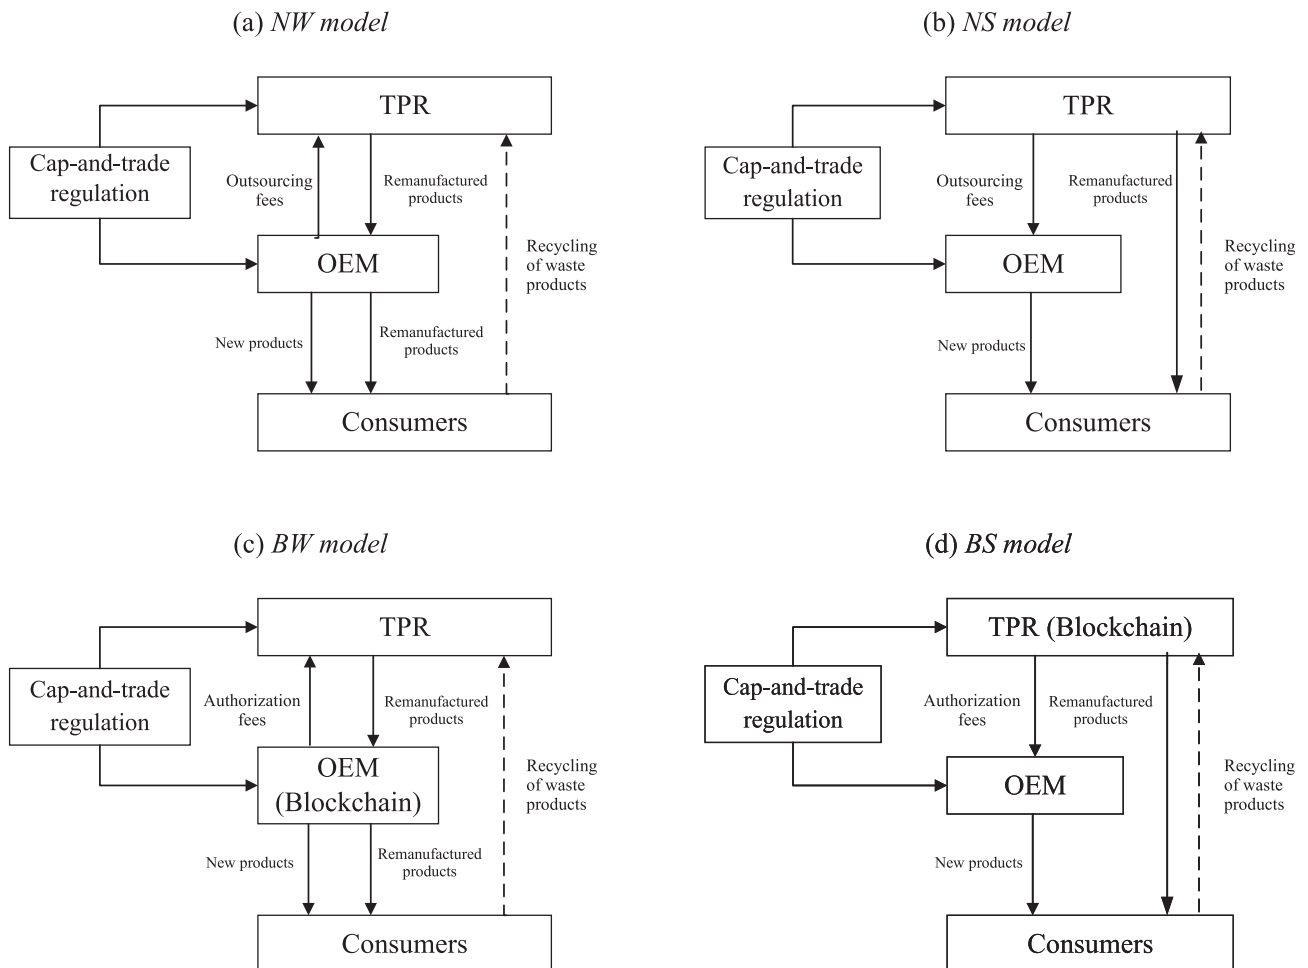 (a) NW model
TPR
Cap-and-trade
regulation
Outsourcing
fees
Remanufactured
products
OEM
Recycling
of waste
products
New products
Remanufactured
products
Consumers
(b) NS model
TPR
Cap-and-trade
regulation
Outsourcing
fees
Remanufactured
products
OEM
Recycling
of waste
products
New products
Consumers
(c) BW model
TPR
Cap-and-trade
regulation
Authorization
fees
Remanufactured
products
OEM
(Blockchain)
Recycling
of waste
products
New products
Remanufactured
products
Consumers
(d) BS model
TPR (Blockchain)
Cap-and-trade
regulation
Authorization
fees
Remanufactured
products
OEM
Recycling
of waste
products
New products
Consumers